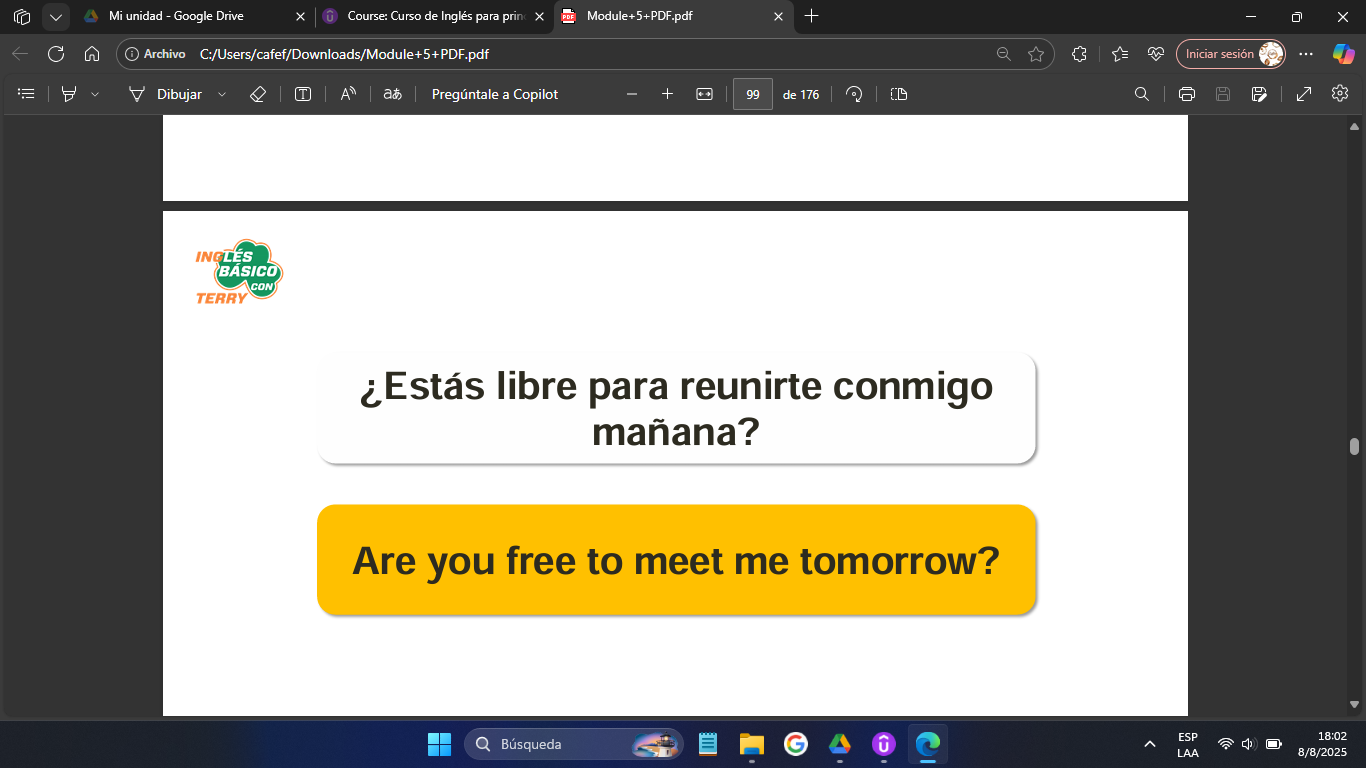 Mi unidad - Google Drive
Course: Curso de Inglés para prin
Module+5+PDF.pdf
Archivo
C:/Users/cafef/Downloads/Module+5+PDF.pdf
Iniciar sesión
Dibujar
aあ
Pregúntale a Copilot
99
de 176
INGLÉS
BÁSICO
CON
TERRY
¿Estás libre para reunirte conmigo
mañana?
Are you free to meet me tomorrow?
Búsqueda
ESP
LAA
18:02
8/8/2025